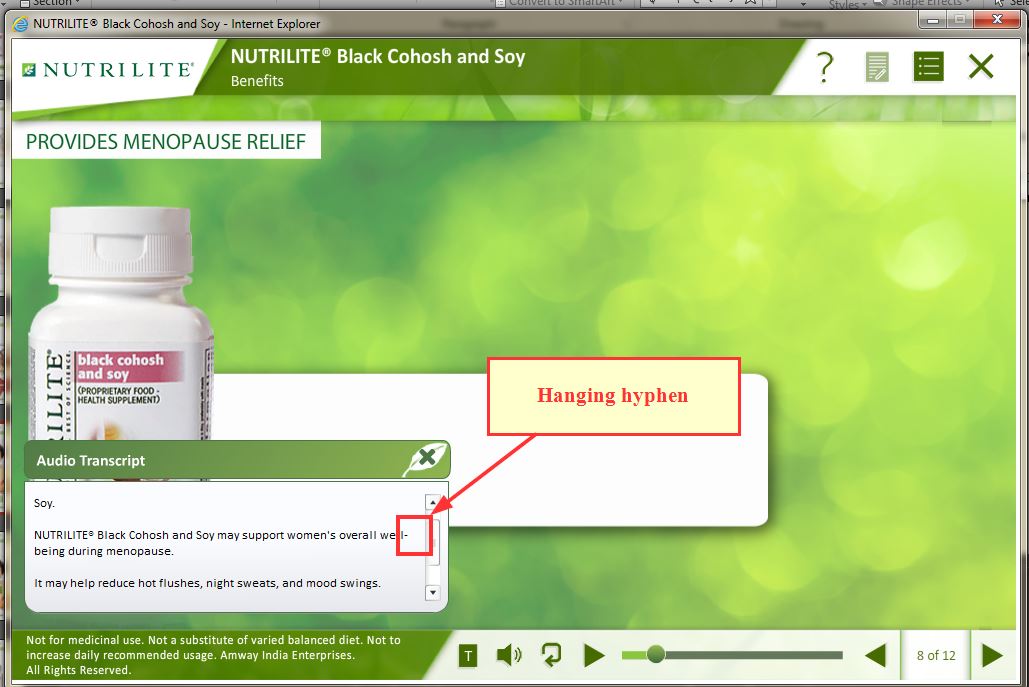 Section
Convert to SmartArt
Styles
Shape Effects
NUTRILITE® Black Cohosh and Soy - Internet Explorer
NUTRILITE®
NUTRILITE® Black Cohosh and Soy
Benefits
?
PROVIDES MENOPAUSE RELIEF
black cohosh
and soy
(PROPRIETARY FOOD -
HEALTH SUPPLEMENT)
BEST OF SCIENCE.
Hanging hyphen
Audio Transcript
Soy.
NUTRILITE® Black Cohosh and Soy may support women's overall well-
being during menopause.
It may help reduce hot flushes, night sweats, and mood swings.
Not for medicinal use. Not a substitute of varied balanced diet. Not to
increase daily recommended usage. Amway India Enterprises.
All Rights Reserved.
T
8 of 12